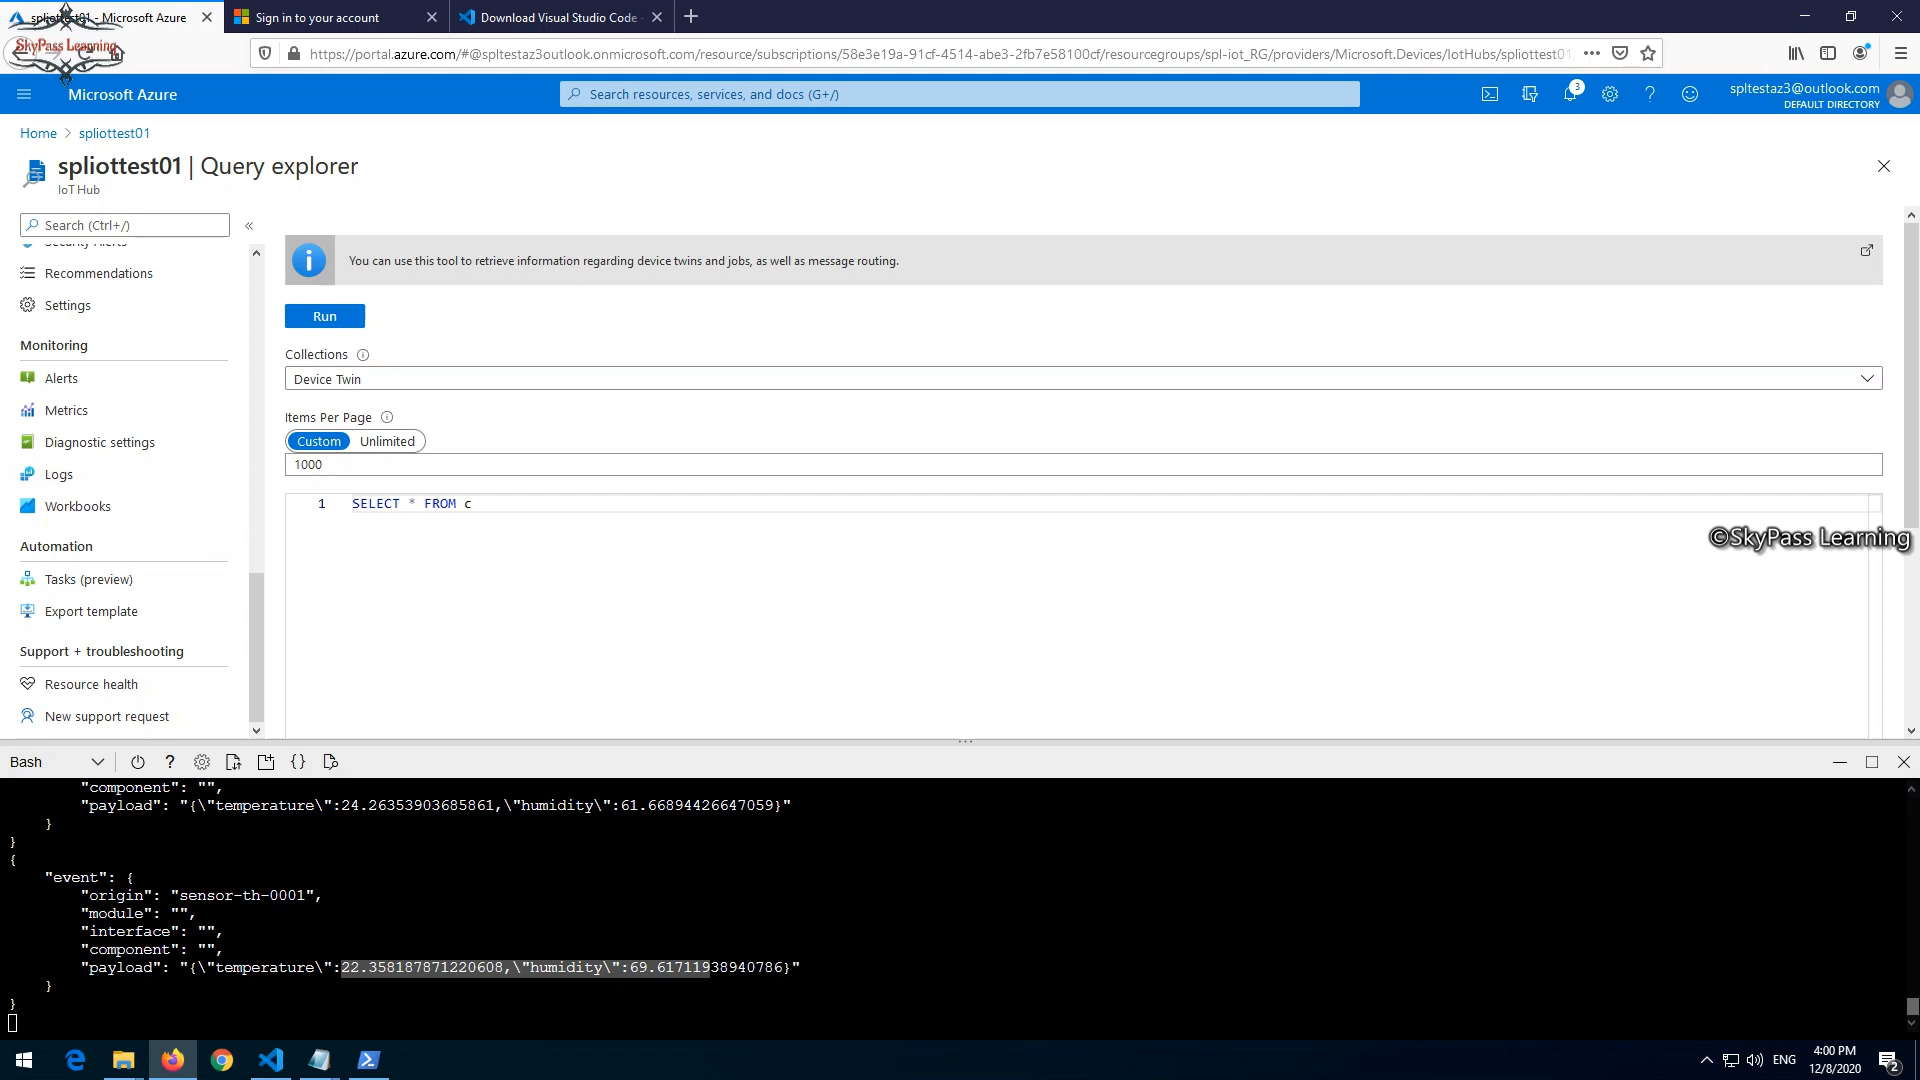 spliottest01 - Microsoft Azure
Sign in to your account
Download Visual Studio Code -
SkyPass Learning
https://portal.azure.com/#@spltestaz3outlook.onmicrosoft.com/resource/subscriptions/58e3e19a-91cf-4514-abe3-2fb7e58100cf/resourcegroups/spl-iot_RG/providers/Microsoft.Devices/IotHubs/spliottest01
Microsoft Azure
Search resources, services, and docs (G+/)
3
spltestaz3@outlook.com
DEFAULT DIRECTORY
Home > spliottest01
spliottest01 | Query explorer
IoT Hub
Search (Ctrl+/)
Security Alerts
Recommendations
Settings
Monitoring
Alerts
Metrics
Diagnostic settings
Logs
Workbooks
Automation
Tasks (preview)
Export template
Support + troubleshooting
Resource health
New support request
You can use this tool to retrieve information regarding device twins and jobs, as well as message routing.
Run
Collections
Device Twin
Items Per Page
Custom Unlimited
1000
1 SELECT * FROM c
©SkyPass Learning
Bash
"component": "",
"payload": "{\"temperature\":24.26353903685861,\"humidity\":61.66894426647059}"
}
}
{
"event": {
"origin": "sensor-th-0001",
"module": "",
"interface": "",
"component": "",
"payload": "{\"temperature\":22.358187871220608,\"humidity\":69.61711938940786}"
}
}
ENG
4:00 PM
12/8/2020
2